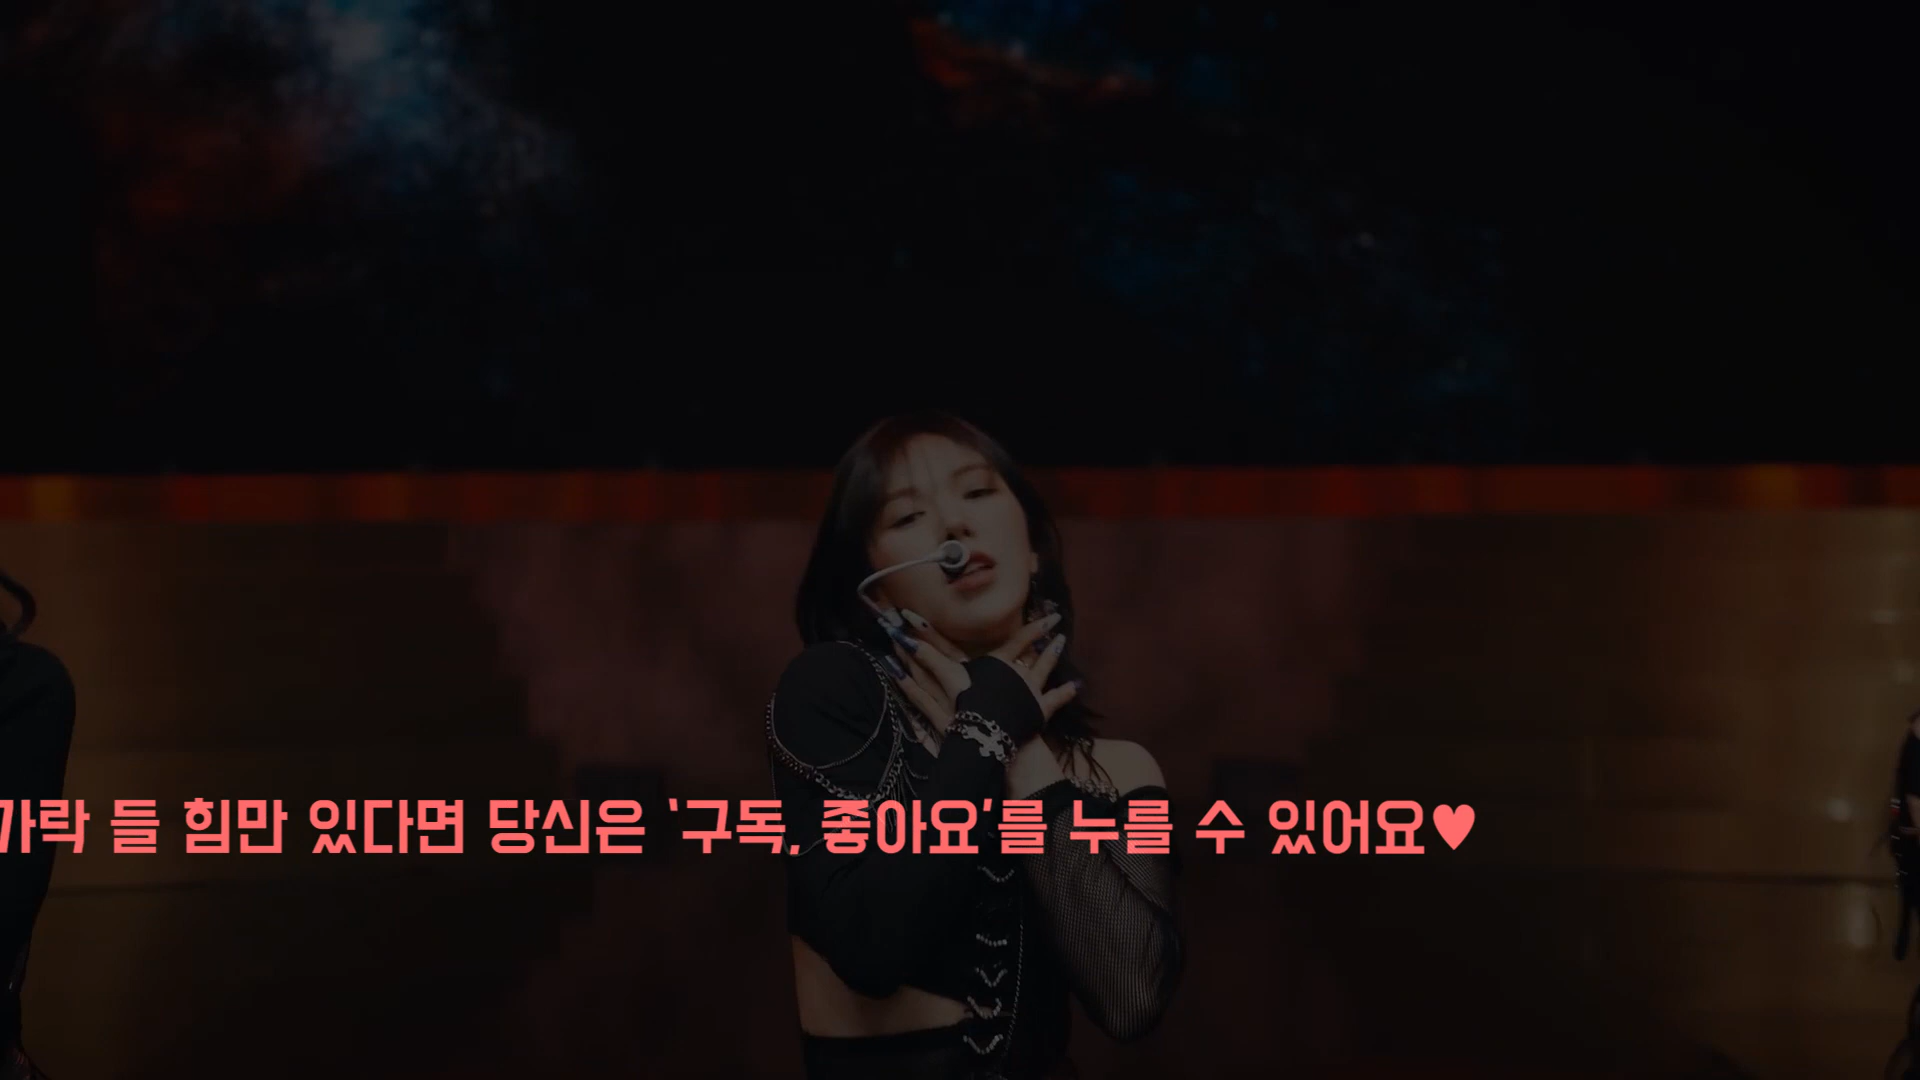 락 들 힘만 있다면 당신은 ‘구독, 좋아요’를 누를 수 있어요♥